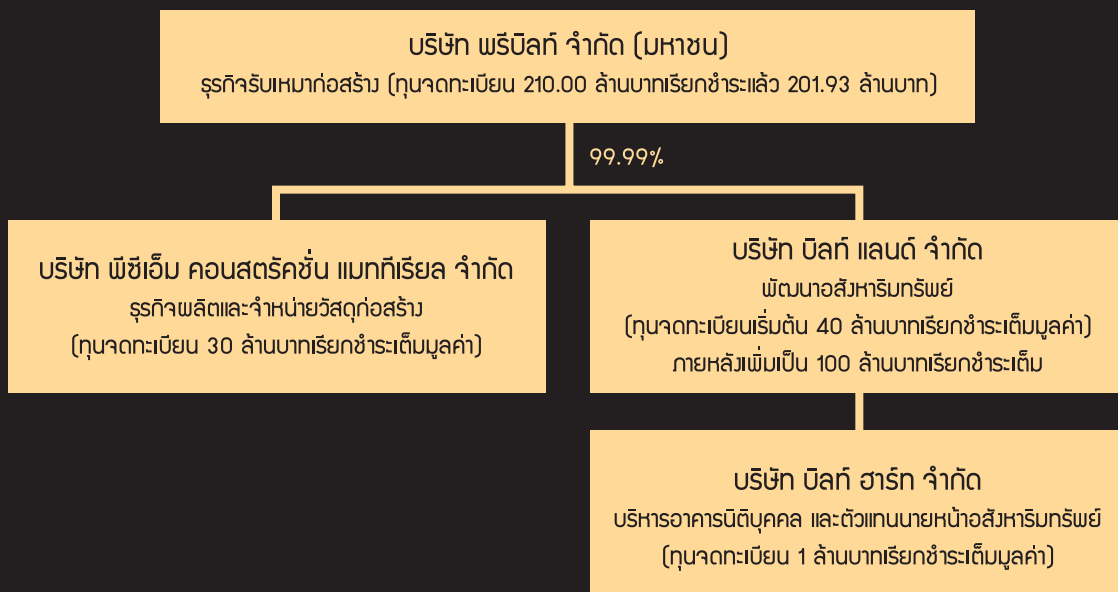 บริษัท พรีบิลท์ จำกัด (มหาชน)
ธุรกิจรับเหมาก่อสร้าง (ทุนจดทะเบียน 210.00 ล้านบาทเรียกชำระแล้ว 201.93 ล้านบาท)
99.99%
บริษัท พีซีเอ็ม คอนสตรัคชั่น แมททีเรียล จำกัด
ธุรกิจผลิตและจำหน่ายวัสดุก่อสร้าง
(ทุนจดทะเบียน 30 ล้านบาทเรียกชำระเต็มมูลค่า)
บริษัท บิลท์ แลนด์ จำกัด
พัฒนาอสังหาริมทรัพย์
(ทุนจดทะเบียนเริ่มต้น 40 ล้านบาทเรียกชำระเต็มมูลค่า)
ภายหลังเพิ่มเป็น 100 ล้านบาทเรียกชำระเต็ม
บริษัท บิลท์ ฮาร์ท จำกัด
บริหารอาคารนิติบุคคล และตัวแทนนายหน้าอสังหาริมทรัพย์
(ทุนจดทะเบียน 1 ล้านบาทเรียกชำระเต็มมูลค่า)